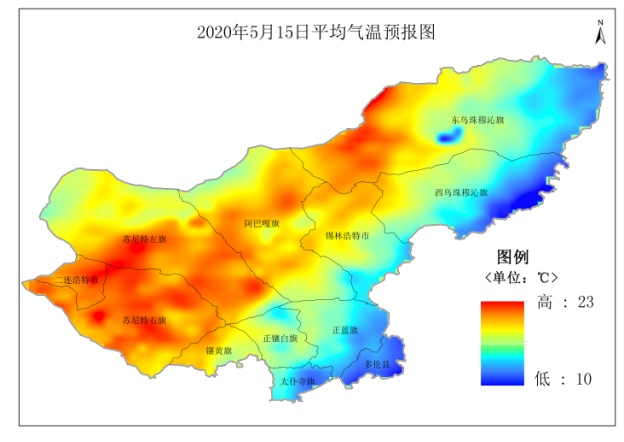 2020年5月15日平均气温预报图
N
东乌珠穆沁旗
西乌珠穆沁旗
阿巴嘎旗
锡林浩特市
苏尼特左旗
二连浩特市
苏尼特右旗
正镶白旗
正蓝旗
镶黄旗
多伦县
太仆寺旗
图例
<单位：℃>
高 : 23
低 : 10